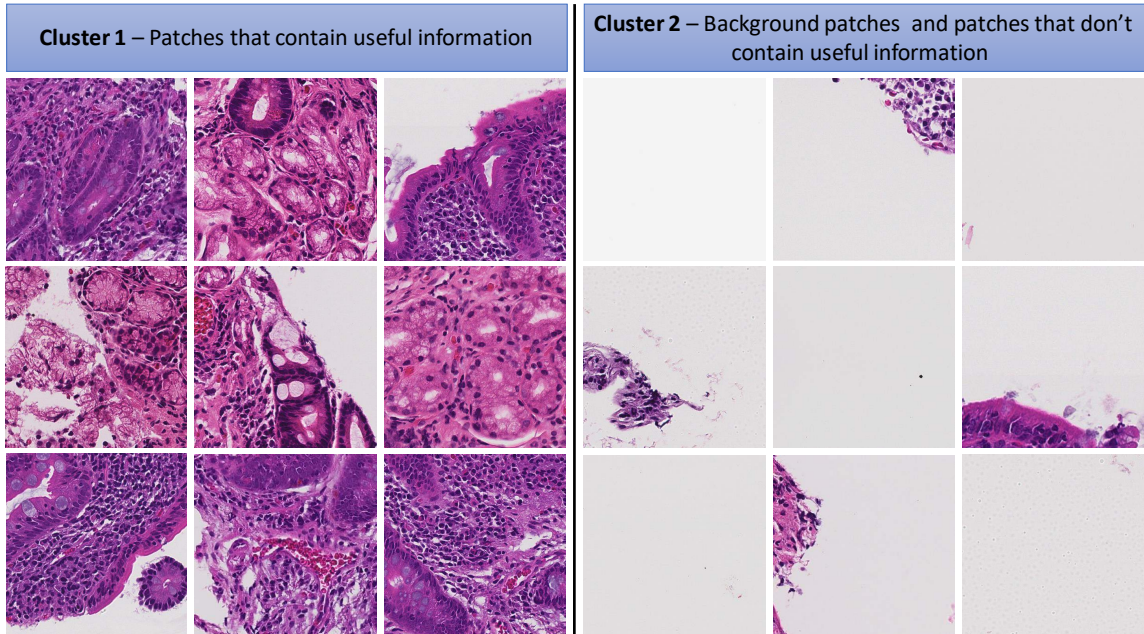 Cluster 1 – Patches that contain useful information
Cluster 2 – Background patches and patches that don’t
contain useful information